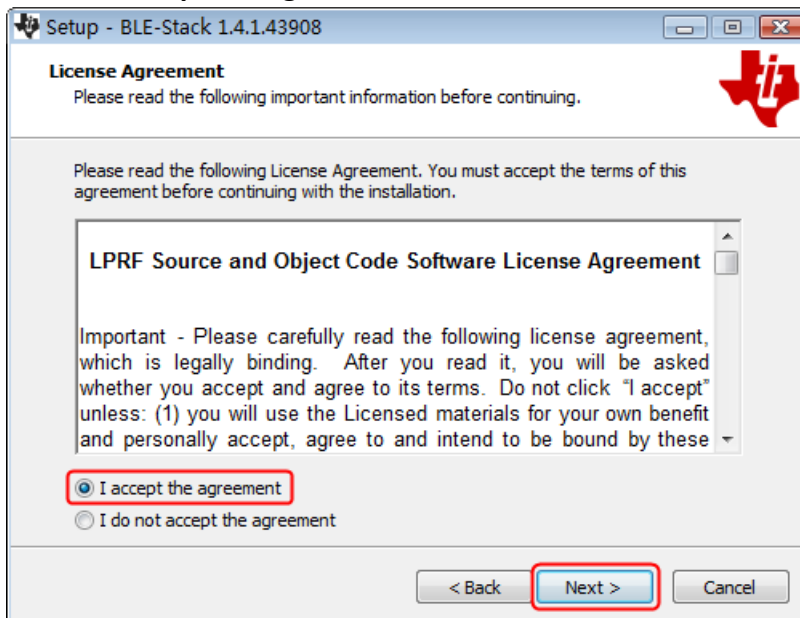 Setup - BLE-Stack 1.4.1.43908
License Agreement
Please read the following important information before continuing.
Please read the following License Agreement. You must accept the terms of this
agreement before continuing with the installation.
LPRF Source and Object Code Software License Agreement
Important - Please carefully read the following license agreement,
which is legally binding. After you read it, you will be asked
whether you accept and agree to its terms. Do not click “I accept”
unless: (1) you will use the Licensed materials for your own benefit
and personally accept, agree to and intend to be bound by these
I accept the agreement
I do not accept the agreement
< Back Next > Cancel